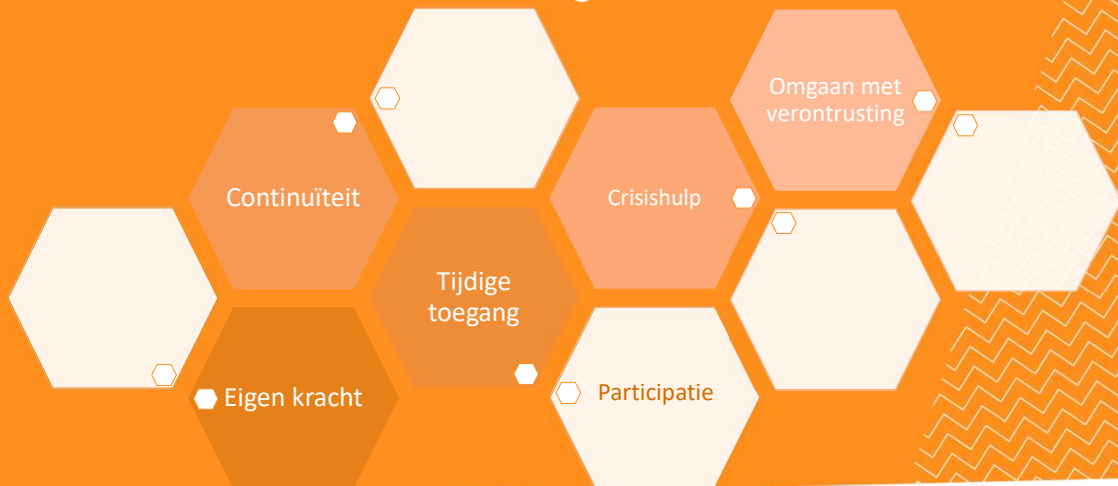 Omgaan met
verontrusting
Continuïteit
Crisishulp
Tijdige
toegang
Eigen kracht
Participatie